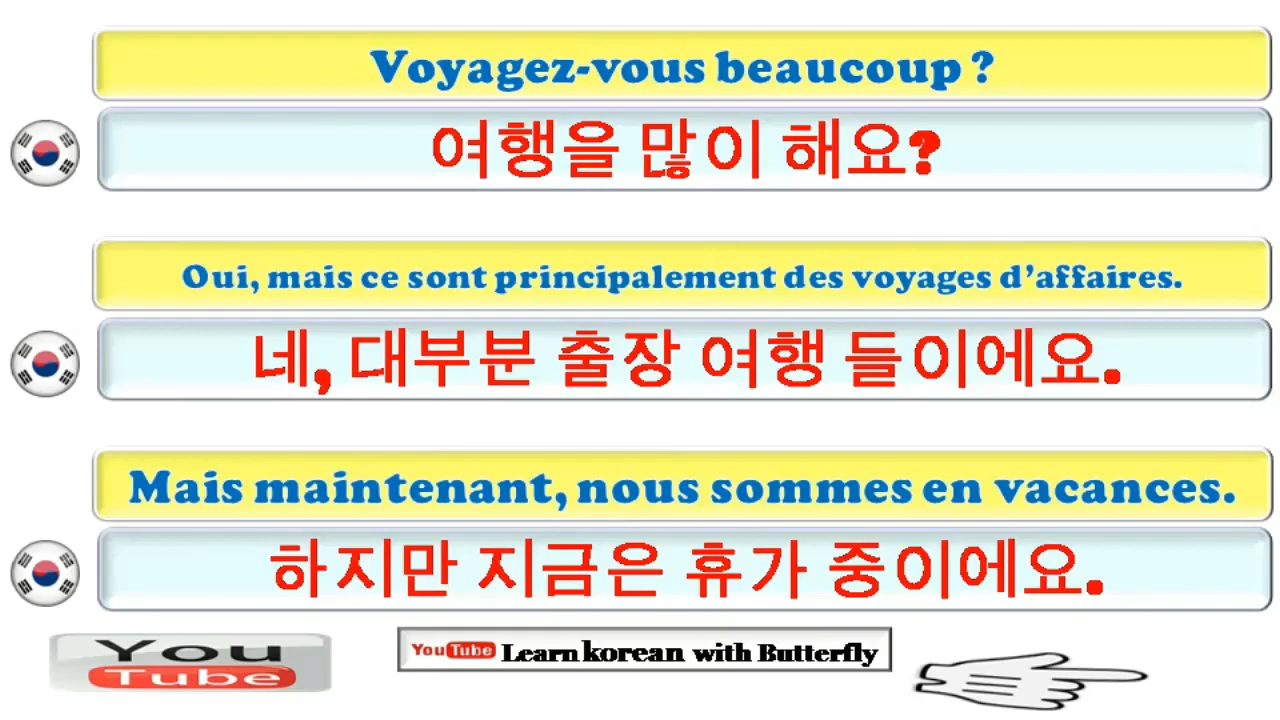 Voyagez-vous beaucoup ?
여행을 많이 해요?
Oui, mais ce sont principalement des voyages d'affaires.
네, 대부분 출장 여행 들이에요.
Mais maintenant, nous sommes en vacances.
하지만 지금은 휴가 중이에요.
You
Tube
YouTube Learn korean with Butterfly